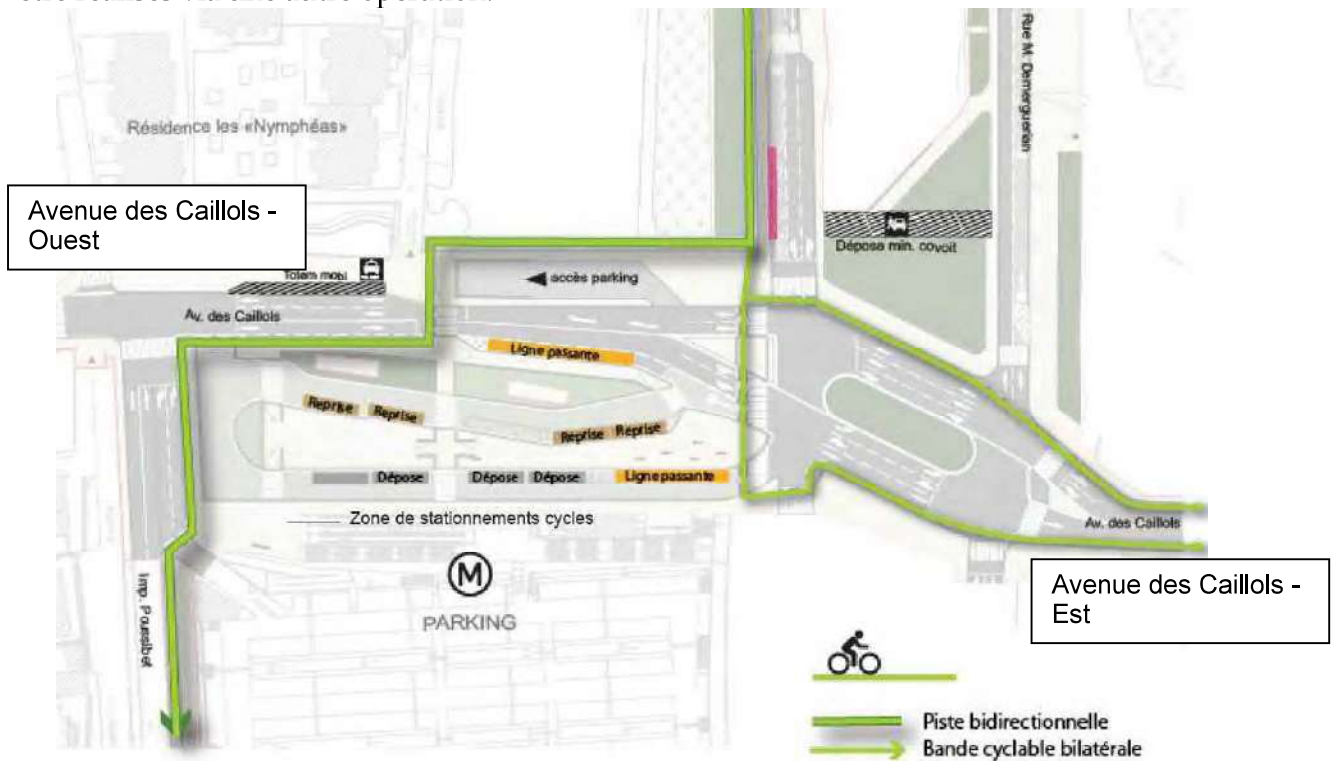 Rue M. Demerguerian
Résidence les «Nymphéas»
Avenue des Caillols -
Ouest
Totem mobi
Dépose min. covoit
accès parking
Av. des Caillols
Ligne passante
Reprise
Reprise
Reprise
Reprise
Dépose
Dépose
Dépose
Ligne passante
Zone de stationnements cycles
Av. des Caillols
M
PARKING
Imp. Poussibet
Avenue des Caillols -
Est
Piste bidirectionnelle
Bande cyclable bilatérale